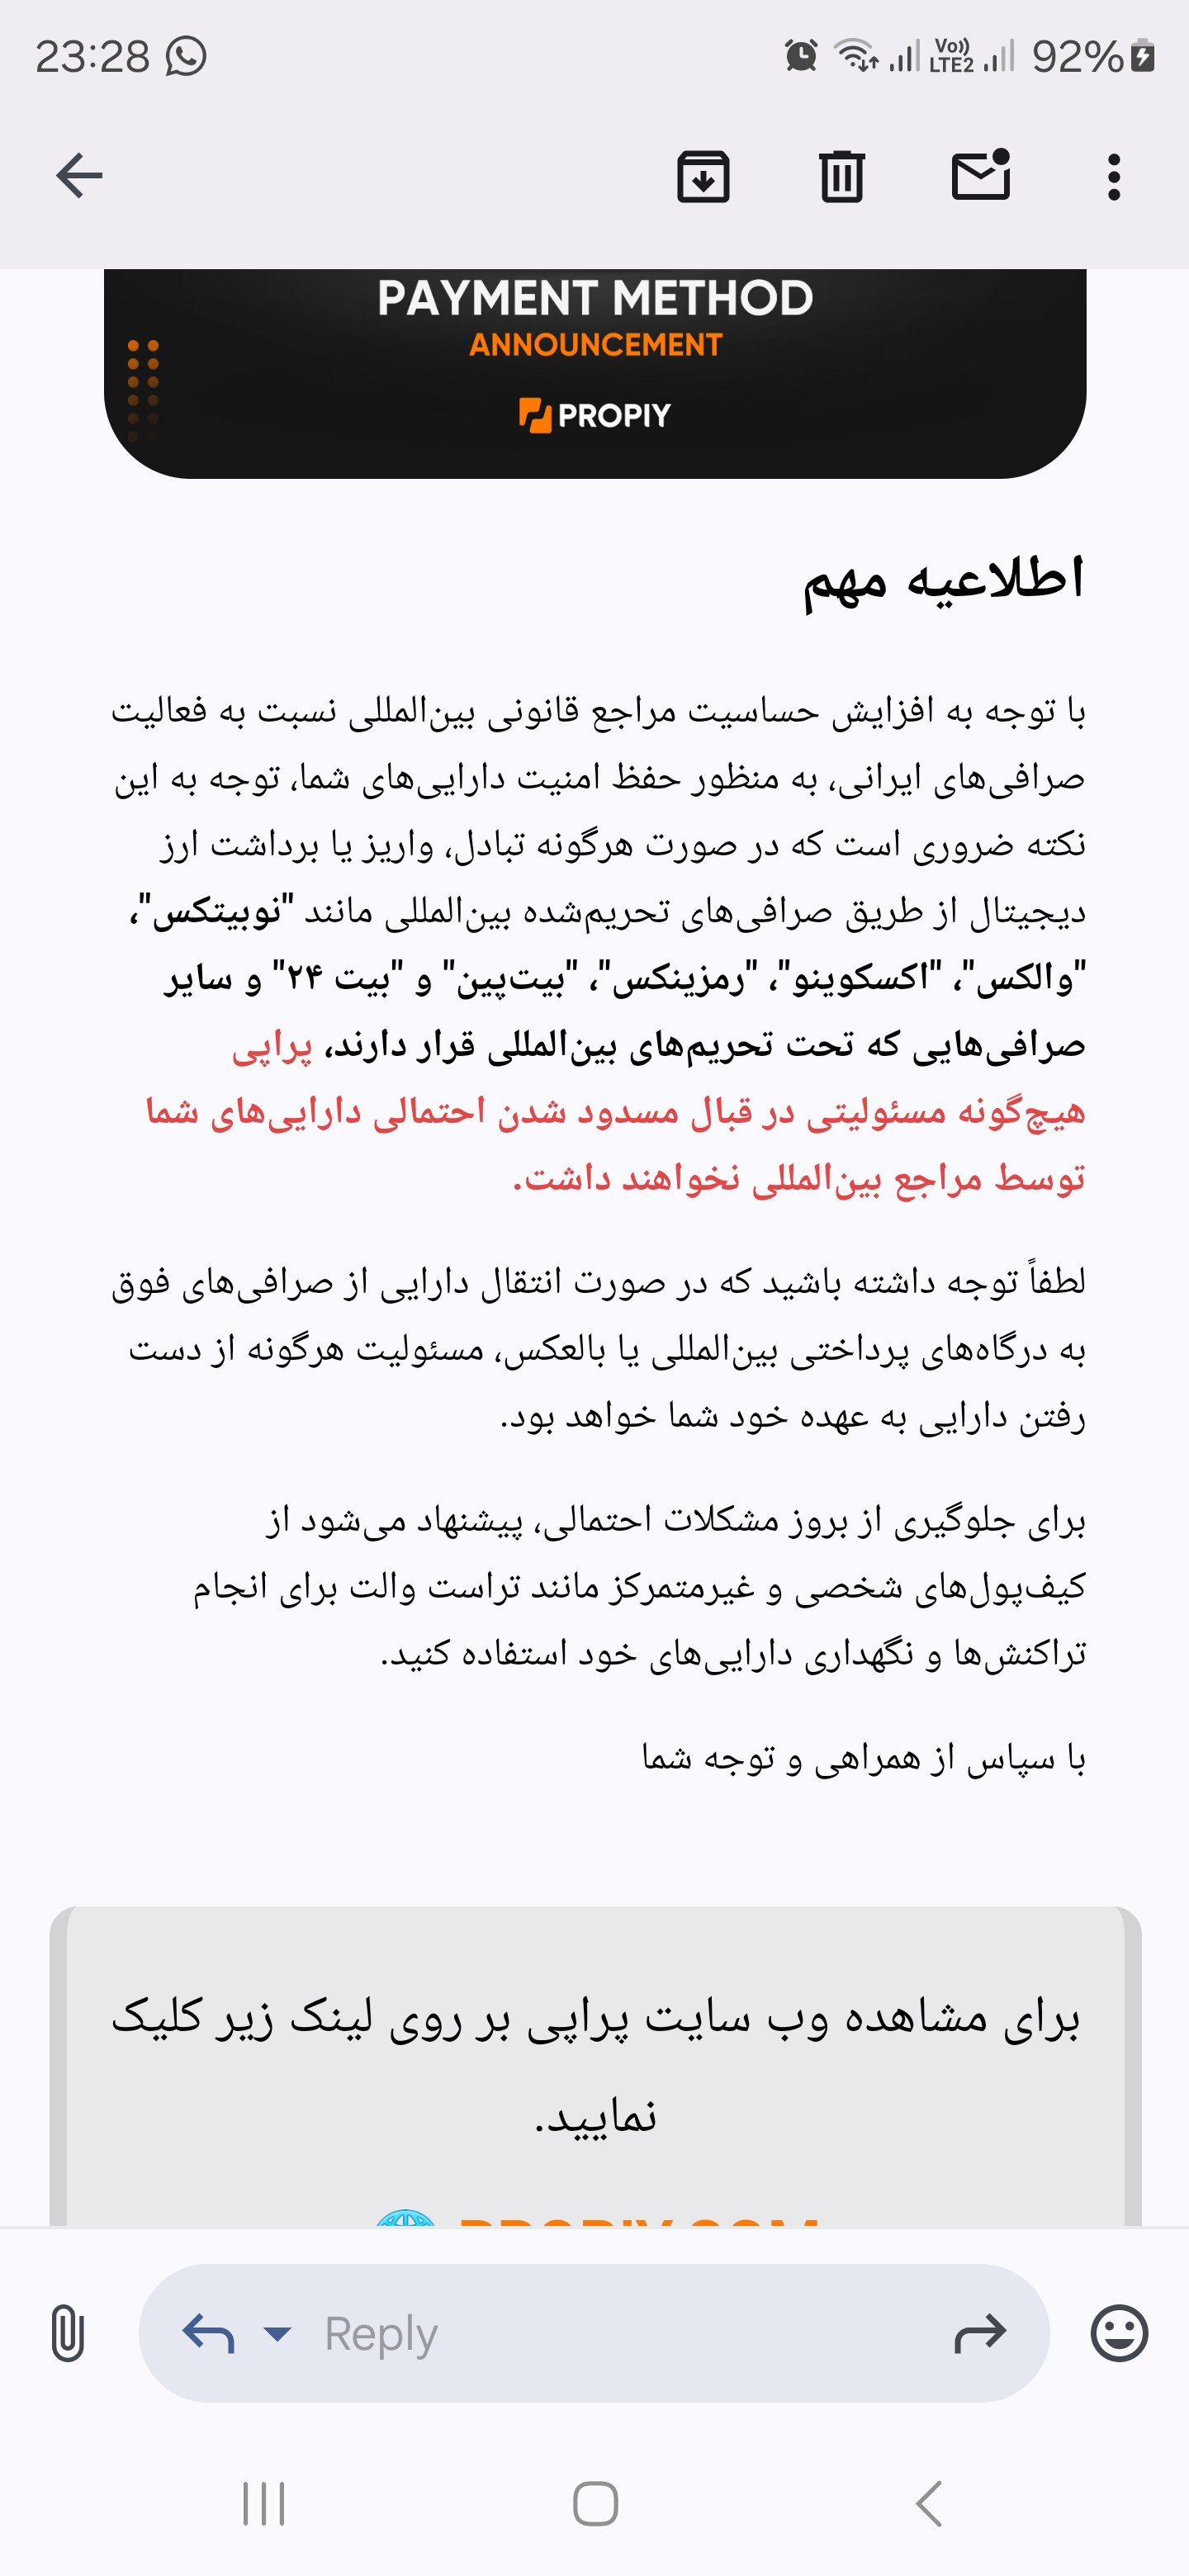 23:28
Vo))
LTE2
92%
PAYMENT METHOD
ANNOUNCEMENT
PROPIY
اطلاعیه مهم
با توجه به افزایش حساسیت مراجع قانونی بین‌المللی نسبت به فعالیت
صرافی‌های ایرانی، به منظور حفظ امنیت دارایی‌های شما، توجه به این
نکته ضروری است که در صورت هرگونه تبادل، واریز یا برداشت ارز
دیجیتال از طریق صرافی‌های تحریم‌شده بین‌المللی مانند "نوبیتکس"،
"والکس"، "اکسکوینو"، "رمزینکس"، "بیت‌پین" و "بیت ۲۴" و سایر
صرافی‌هایی که تحت تحریم‌های بین‌المللی قرار دارند، پراپی
هیچ‌گونه مسئولیتی در قبال مسدود شدن احتمالی دارایی‌های شما
توسط مراجع بین‌المللی نخواهند داشت.
لطفاً توجه داشته باشید که در صورت انتقال دارایی از صرافی‌های فوق
به درگاه‌های پرداختی بین‌المللی یا بالعکس، مسئولیت هرگونه از دست
رفتن دارایی به عهده خود شما خواهد بود.
برای جلوگیری از بروز مشکلات احتمالی، پیشنهاد می‌شود از
کیف‌پول‌های شخصی و غیرمتمرکز مانند تراست والت برای انجام
تراکنش‌ها و نگهداری دارایی‌های خود استفاده کنید.
با سپاس از همراهی و توجه شما
برای مشاهده وب سایت پراپی بر روی لینک زیر کلیک
نمایید.
PROPIY.COM
Reply